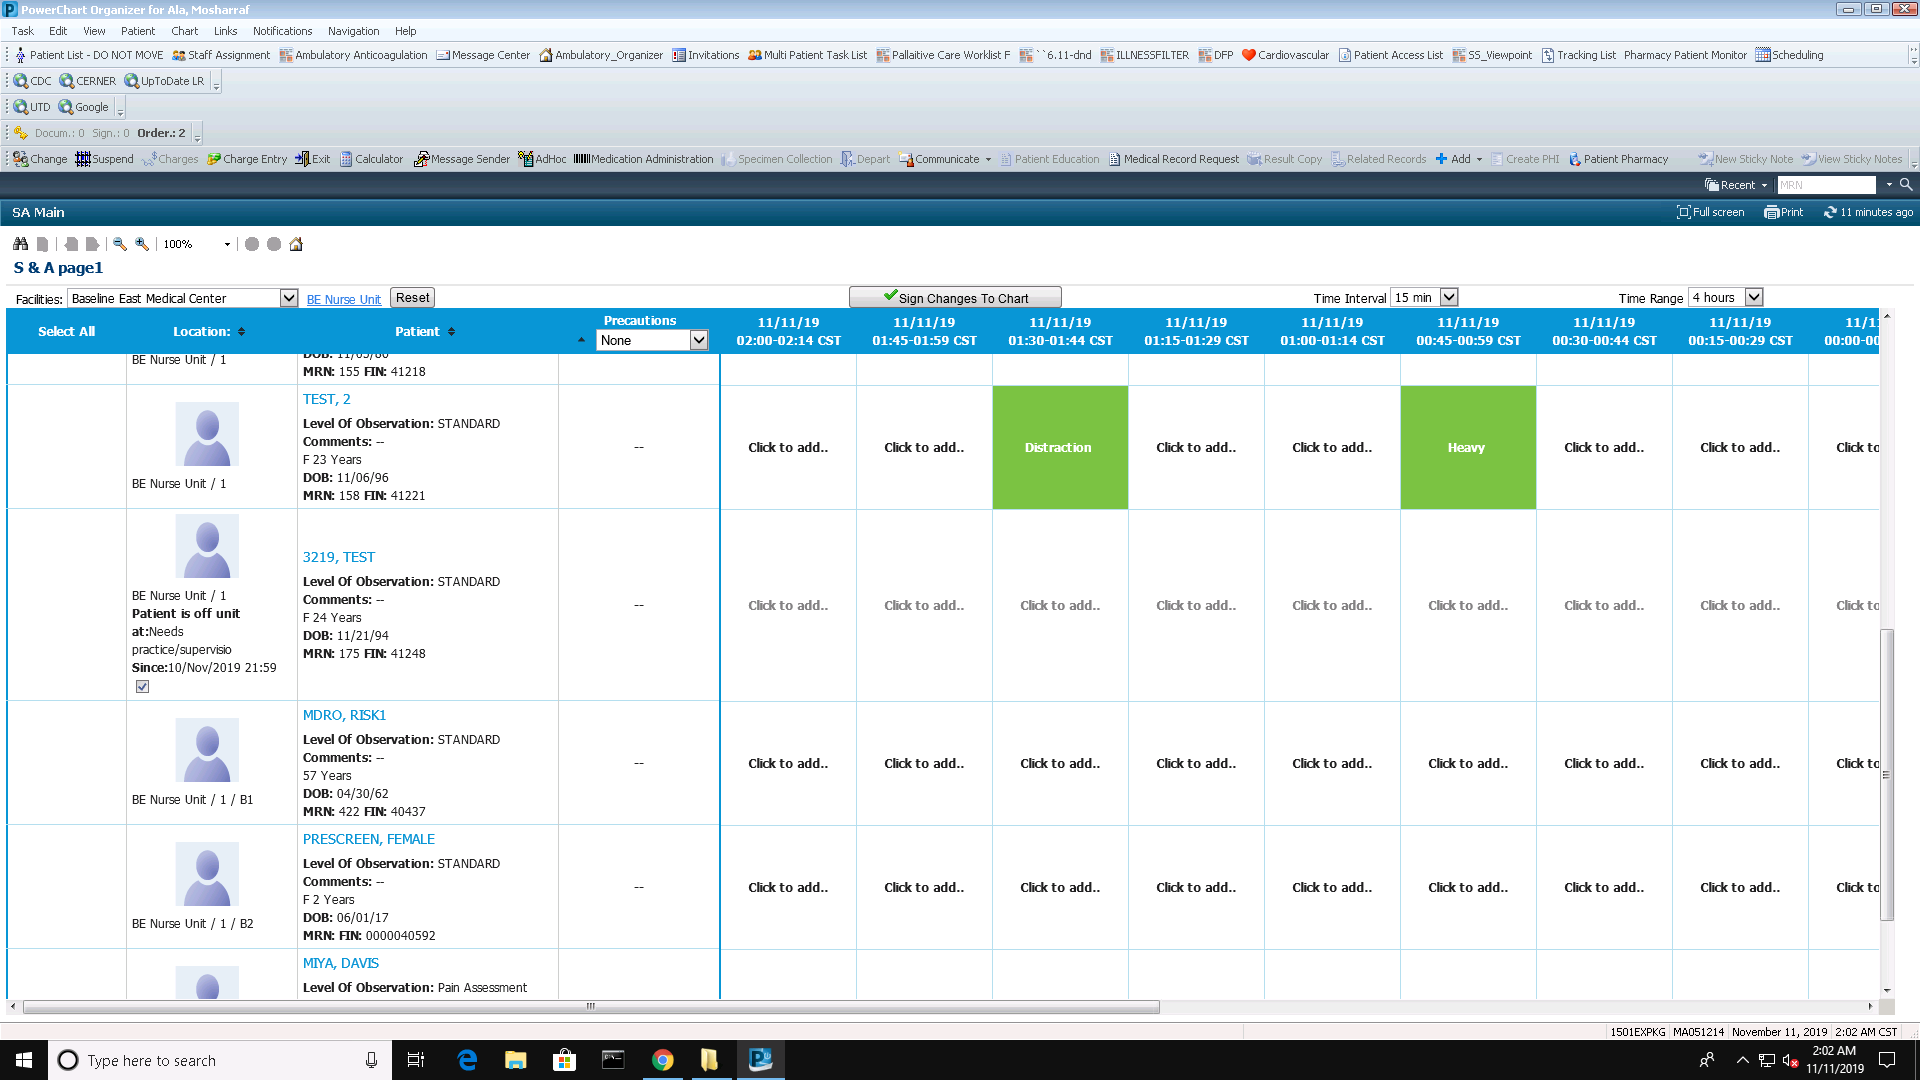 PowerChart Organizer for Ala, Mosharraf
Task Edit View Patient Chart Links Notifications Navigation Help
Patient List - DO NOT MOVE Staff Assignment Ambulatory Anticoagulation Message Center Ambulatory_Organizer Invitations Multi Patient Task List Pallaitive Care Worklist F ``6.11-dnd ILLNESSFILTER DFP Cardiovascular Patient Access List SS_Viewpoint Tracking List Pharmacy Patient Monitor Scheduling
CDC CERNER UpToDate LR
UTD Google
Docum.: 0 Sign.: 0 Order.: 2
Change Suspend Charges Charge Entry Exit Calculator Message Sender AdHoc Medication Administration Specimen Collection Depart Communicate Patient Education Medical Record Request Result Copy Related Records Add Create PHI Patient Pharmacy New Sticky Note View Sticky Notes
Recent MRN
SA Main Full screen Print 11 minutes ago
100%
S & A page1
Facilities: Baseline East Medical Center BE Nurse Unit Reset Sign Changes To Chart Time Interval 15 min Time Range 4 hours
Select All Location: Patient Precautions None
11/11/19 11/11/19 11/11/19 11/11/19 11/11/19 11/11/19 11/11/19 11/11/19 11/1
02:00-02:14 CST 01:45-01:59 CST 01:30-01:44 CST 01:15-01:29 CST 01:00-01:14 CST 00:45-00:59 CST 00:30-00:44 CST 00:15-00:29 CST 00:00-00
BE Nurse Unit / 1
DOB: 11/05/80
MRN: 155 FIN: 41218
TEST, 2
Level Of Observation: STANDARD
Comments: --
F 23 Years
DOB: 11/06/96
MRN: 158 FIN: 41221
BE Nurse Unit / 1
-- Click to add.. Click to add.. Distraction Click to add.. Click to add.. Heavy Click to add.. Click to add.. Click to
3219, TEST
Level Of Observation: STANDARD
Comments: --
F 24 Years
DOB: 11/21/94
MRN: 175 FIN: 41248
BE Nurse Unit / 1
Patient is off unit
at:Needs
practice/supervisio
Since:10/Nov/2019 21:59
-- Click to add.. Click to add.. Click to add.. Click to add.. Click to add.. Click to add.. Click to add.. Click to add.. Click to
MDRO, RISK1
Level Of Observation: STANDARD
Comments: --
57 Years
DOB: 04/30/62
MRN: 422 FIN: 40437
BE Nurse Unit / 1 / B1
-- Click to add.. Click to add.. Click to add.. Click to add.. Click to add.. Click to add.. Click to add.. Click to add.. Click to
PRESCREEN, FEMALE
Level Of Observation: STANDARD
Comments: --
F 2 Years
DOB: 06/01/17
MRN: FIN: 0000040592
BE Nurse Unit / 1 / B2
-- Click to add.. Click to add.. Click to add.. Click to add.. Click to add.. Click to add.. Click to add.. Click to add.. Click to
MIYA, DAVIS
Level Of Observation: Pain Assessment
1501EXPKG MA051214 November 11, 2019 2:02 AM CST
Type here to search
2:02 AM
11/11/2019